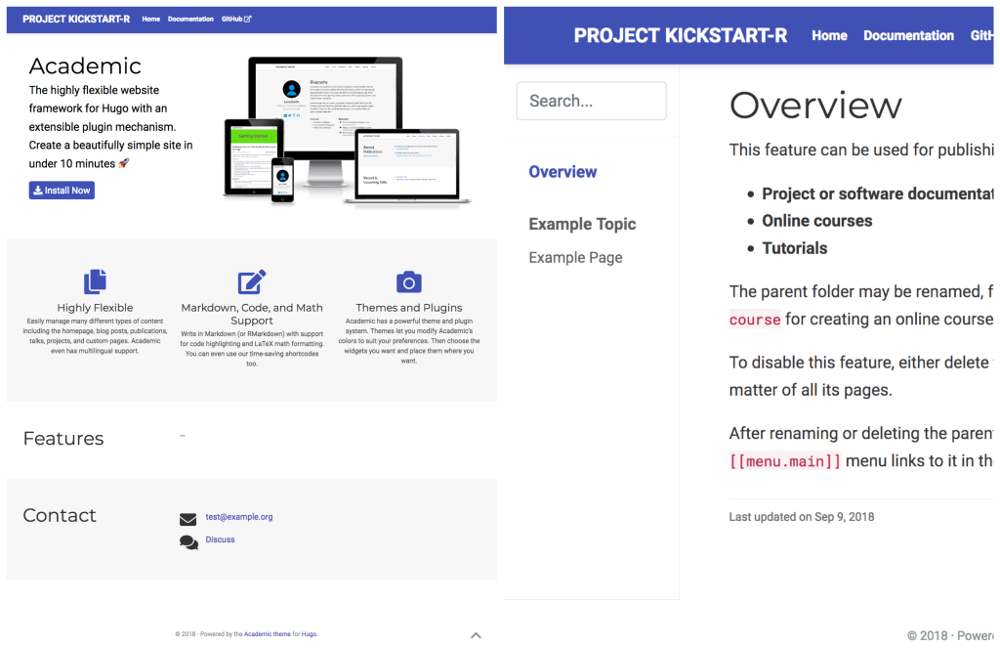 PROJECT KICKSTART-R Home Documentation GitHub
Academic
The highly flexible website
framework for Hugo with an
extensible plugin mechanism.
Create a beautifully simple site in
under 10 minutes 🚀
Install Now
Highly Flexible
Easily manage many different types of content
including the homepage, blog posts, publications,
talks, projects, and custom pages. Academic
even has multilingual support.
Markdown, Code, and Math
Support
Write in Markdown (or RMarkdown) with support
for code highlighting and LaTeX math formatting.
You can even use our time-saving shortcodes
too.
Themes and Plugins
Academic has a powerful theme and plugin
system. Themes let you modify Academic's
colors to suit your preferences. Then choose the
widgets you want and place them where you
want.
Features
Contact
test@example.org
Discuss
© 2018 · Powered by the Academic theme for Hugo.
PROJECT KICKSTART-R Home Documentation GitH
Search...
Overview
Example Topic
Example Page
Overview
This feature can be used for publishi
Project or software documentat
Online courses
Tutorials
The parent folder may be renamed, f
course for creating an online course
To disable this feature, either delete
matter of all its pages.
After renaming or deleting the paren
[[menu.main]] menu links to it in the
Last updated on Sep 9, 2018
© 2018 · Powere